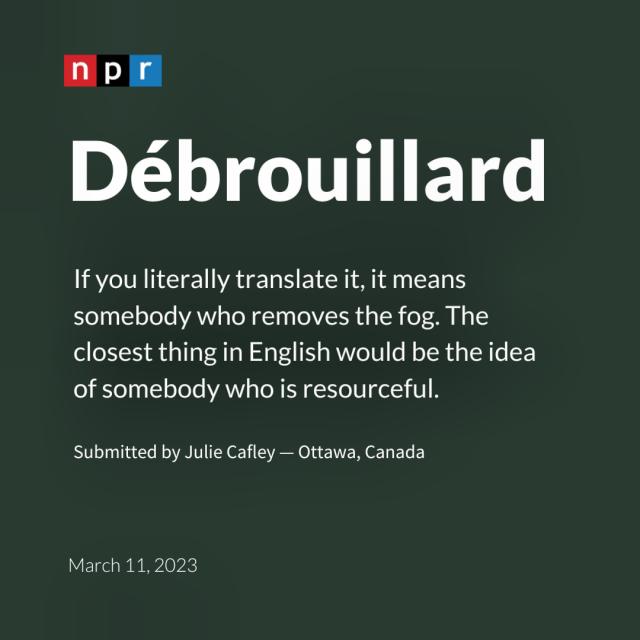 npr
Débrouillard
If you literally translate it, it means
somebody who removes the fog. The
closest thing in English would be the idea
of somebody who is resourceful.
Submitted by Julie Cafley — Ottawa, Canada
March 11, 2023